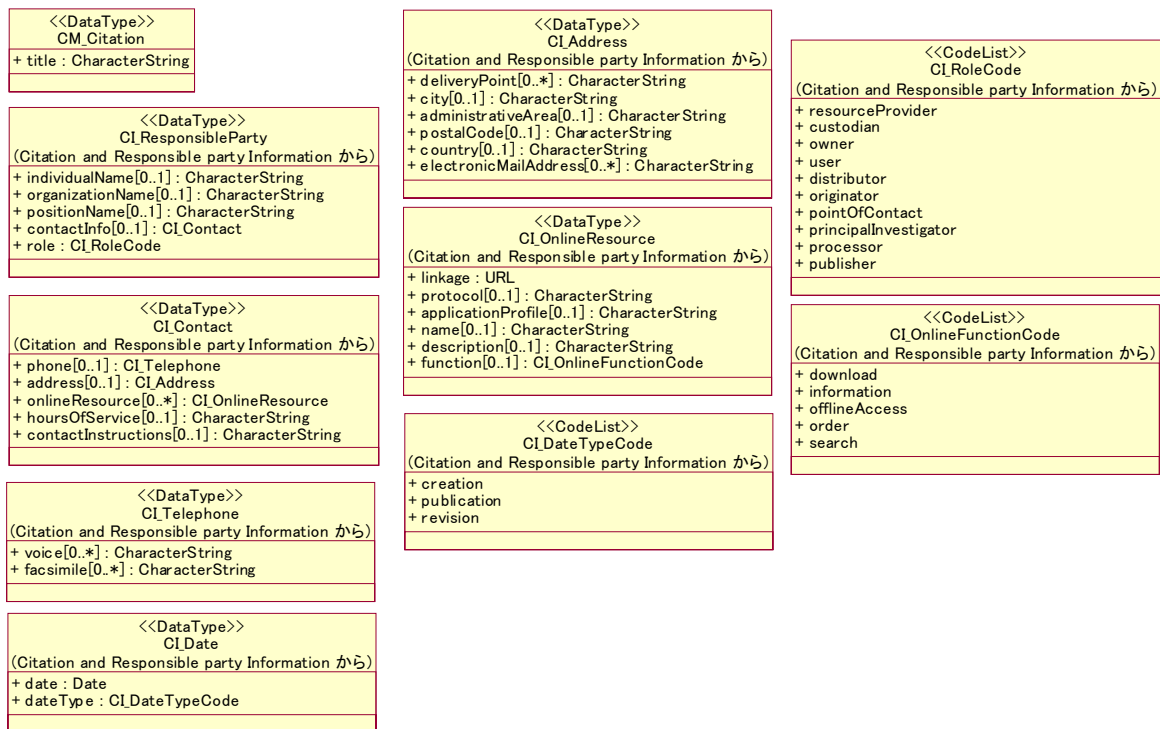 <<DataType>>
CM_Citation
+ title : CharacterString
<<DataType>>
CI_ResponsibleParty
(Citation and Responsible party Information から)
+ individualName[0..1] : CharacterString
+ organizationName[0..1] : CharacterString
+ positionName[0..1] : CharacterString
+ contactInfo[0..1] : CI_Contact
+ role : CI_RoleCode
<<DataType>>
CI_Contact
(Citation and Responsible party Information から)
+ phone[0..1] : CI_Telephone
+ address[0..1] : CI_Address
+ onlineResource[0..*] : CI_OnlineResource
+ hoursOfService[0..1] : CharacterString
+ contactInstructions[0..1] : CharacterString
<<DataType>>
CI_Telephone
(Citation and Responsible party Information から)
+ voice[0..*] : CharacterString
+ facsimile[0..*] : CharacterString
<<DataType>>
CI_Date
(Citation and Responsible party Information から)
+ date : Date
+ dateType : CI_DateTypeCode
<<DataType>>
CI_Address
(Citation and Responsible party Information から)
+ deliveryPoint[0..*] : CharacterString
+ city[0..1] : CharacterString
+ administrativeArea[0..1] : CharacterString
+ postalCode[0..1] : CharacterString
+ country[0..1] : CharacterString
+ electronicMailAddress[0..*] : CharacterString
<<DataType>>
CI_OnlineResource
(Citation and Responsible party Information から)
+ linkage : URL
+ protocol[0..1] : CharacterString
+ applicationProfile[0..1] : CharacterString
+ name[0..1] : CharacterString
+ description[0..1] : CharacterString
+ function[0..1] : CI_OnlineFunctionCode
<<CodeList>>
CI_DateTypeCode
(Citation and Responsible party Information から)
+ creation
+ publication
+ revision
<<CodeList>>
CI_RoleCode
(Citation and Responsible party Information から)
+ resourceProvider
+ custodian
+ owner
+ user
+ distributor
+ originator
+ pointOfContact
+ principalInvestigator
+ processor
+ publisher
<<CodeList>>
CI_OnlineFunctionCode
(Citation and Responsible party Information から)
+ download
+ information
+ offlineAccess
+ order
+ search